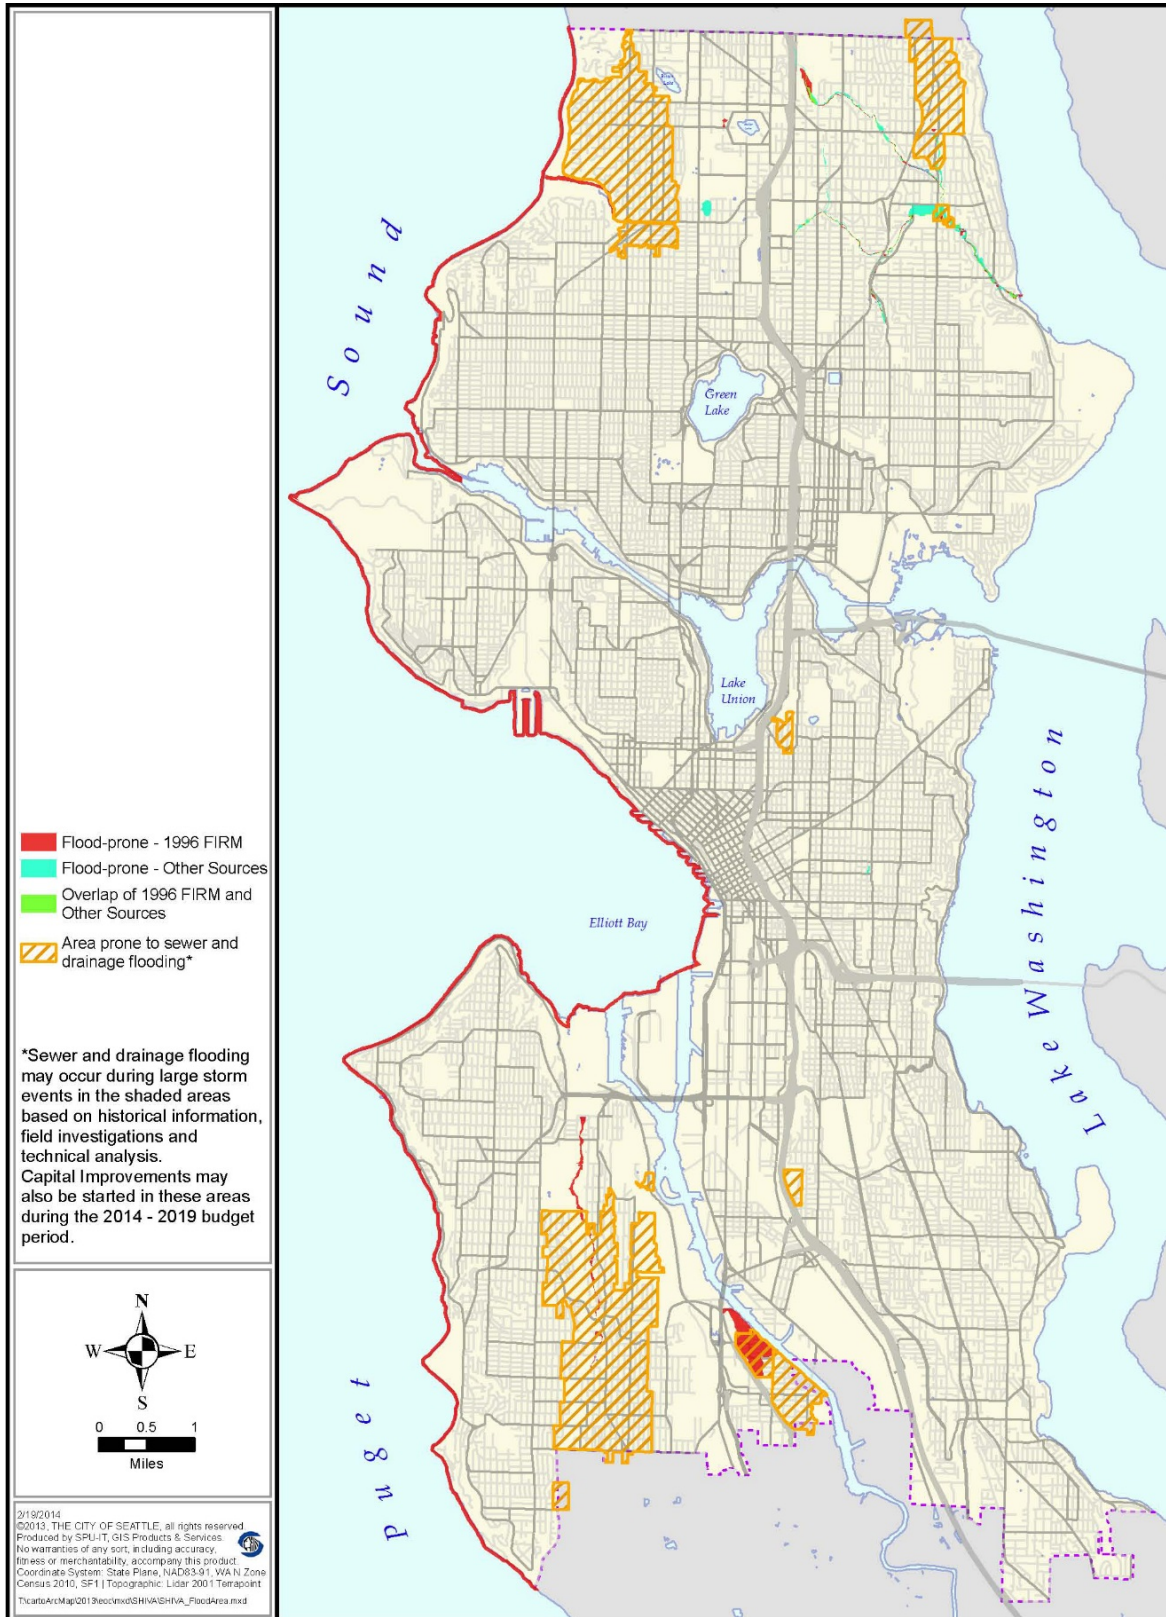 Flood-prone - 1996 FIRM
Flood-prone - Other Sources
Overlap of 1996 FIRM and
Other Sources
Area prone to sewer and
drainage flooding*
*Sewer and drainage flooding
may occur during large storm
events in the shaded areas
based on historical information,
field investigations and
technical analysis.
Capital Improvements may
also be started in these areas
during the 2014 - 2019 budget
period.
N
W E
S
0 0.5 1
Miles
2/19/2014
©2013, THE CITY OF SEATTLE, all rights reserved
Produced by SPU-IT, GIS Products & Services.
No warranties of any sort, including accuracy,
fitness or merchantability, accompany this product.
Coordinate System: State Plane, NAD83-91, WA N Zone
Census 2010, SF1 | Topographic: Lidar 2001 Terrapoint
Puget Sound
Green
Lake
Lake
Union
Elliott Bay
Lake Washington